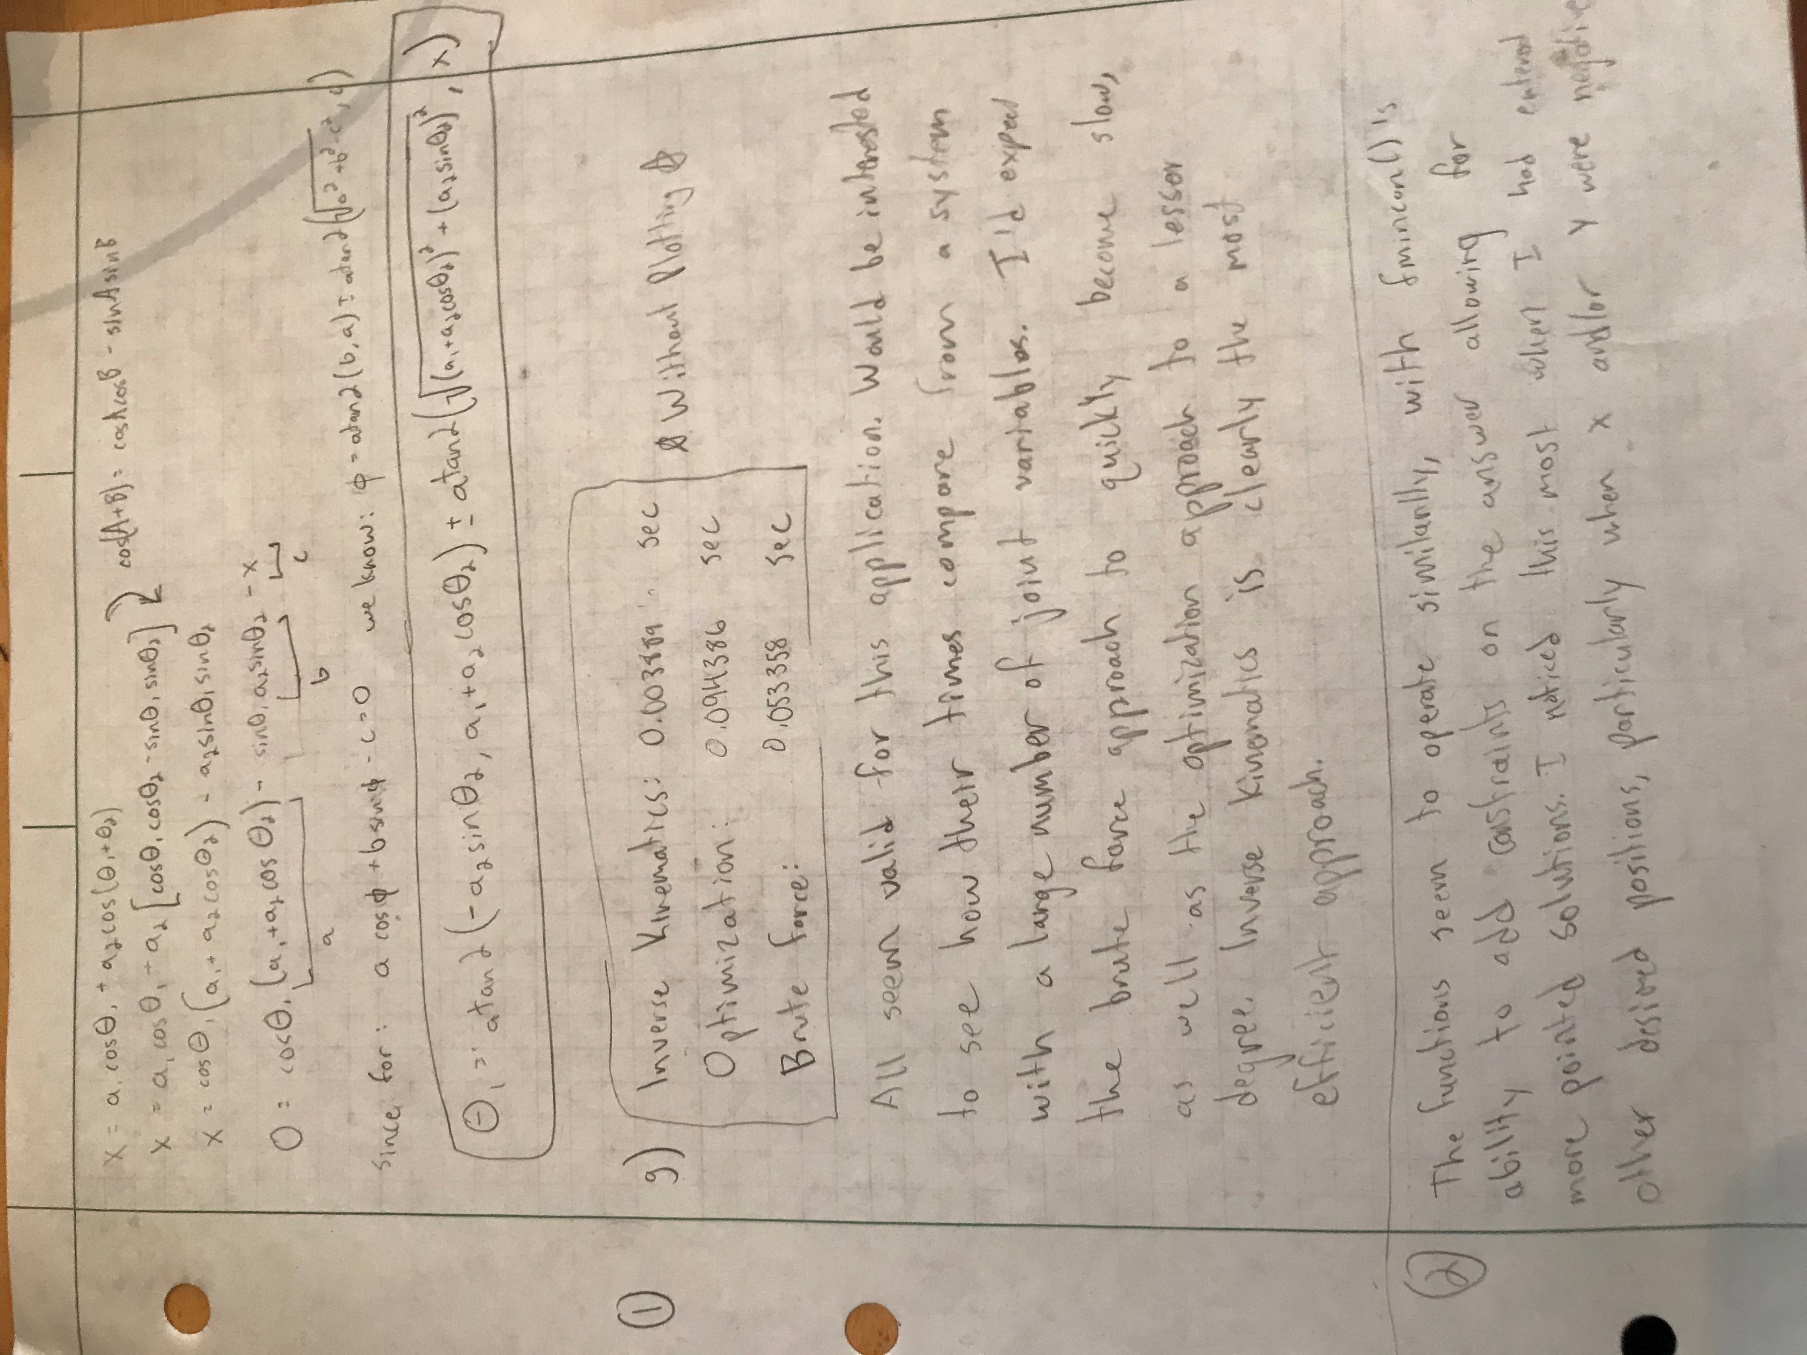 x = a₁cosθ₁ + a₂cos(θ₁+θ₂)
x = a₁cosθ₁ + a₂[cosθ₁cosθ₂ - sinθ₁sinθ₂] cos(A+B) = cosAcosB - sinAsinB
x = cosθ₁(a₁ + a₂cosθ₂) - a₂sinθ₁sinθ₂
0 = cosθ₁(a₁+a₂cosθ₂) - sinθ₁a₂sinθ₂ - x
a b c
since, for: a cosϕ + b sinϕ - c = 0 we know: ϕ = atan2(b,a) ± atan2(√a²+b²-c², c)
θ₁ = atan2(-a₂sinθ₂, a₁+a₂cosθ₂) ± atan2(√(a₁+a₂cosθ₂)² + (a₂sinθ₂)², x)
① g) Inverse Kinematics: sec Without Plotting
Optimization: 0.094386 sec
Brute force: 0.053358 sec
All seem valid for this application. Would be interested
to see how their times compare from a system
with a large number of joint variables. I'd expect
the brute force approach to quickly become slow,
as well as the optimization approach to a lesser
degree. Inverse Kinematics is clearly the most
efficient approach.
② The functions seem to operate similarly, with fmincon()'s
ability to add constraints on the answer allowing for
more pointed solutions. I noticed this most when I had entered
other desired positions, particularly when x and/or y were negative